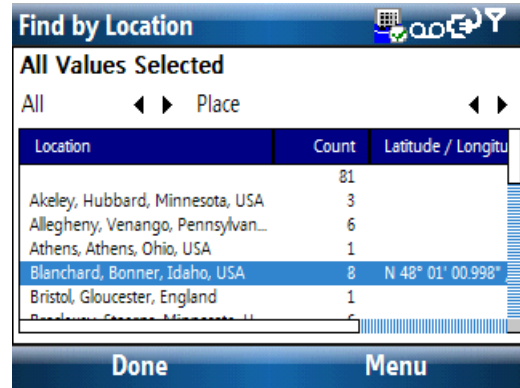 Find by Location
All Values Selected
All Place
Location Count Latitude / Longitu
81
Akeley, Hubbard, Minnesota, USA 3
Allegheny, Venango, Pennsylvan... 6
Athens, Athens, Ohio, USA 1
Blanchard, Bonner, Idaho, USA 8 N 48° 01' 00.998"
Bristol, Gloucester, England 1
Done Menu